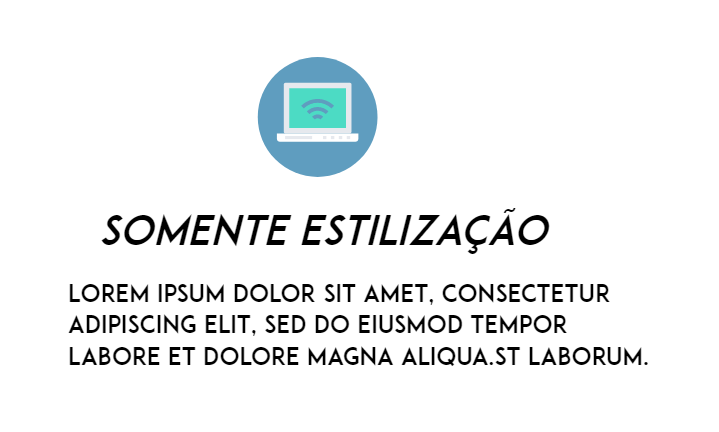 SOMENTE ESTILIZAÇÃO
LOREM IPSUM DOLOR SIT AMET, CONSECTETUR
ADIPISCING ELIT, SED DO EIUSMOD TEMPOR
LABORE ET DOLORE MAGNA ALIQUA.ST LABORUM.